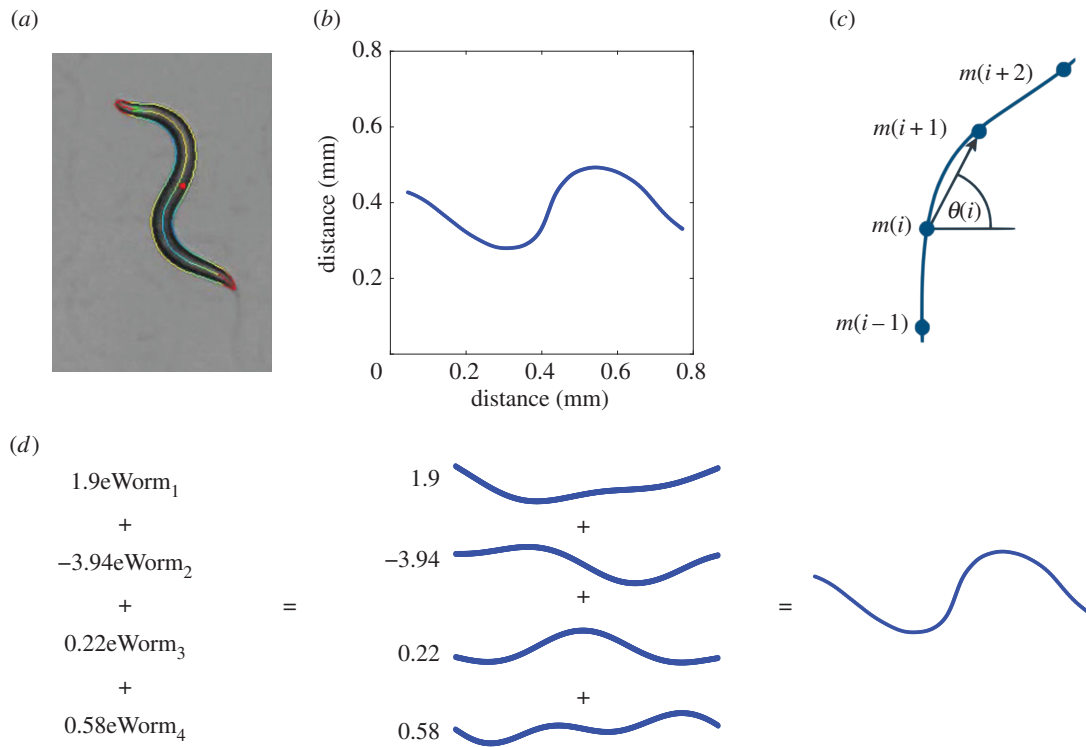 (a)
(b)
0.8
0.6
0.4
0.2
0
0.2
0.4
0.6
0.8
distance (mm)
distance (mm)
(c)
m(i+2)
m(i+1)
m(i)
θ(i)
m(i−1)
(d)
1.9eWorm₁
+
−3.94eWorm₂
+
0.22eWorm₃
+
0.58eWorm₄
=
1.9
+
−3.94
+
0.22
+
0.58
=